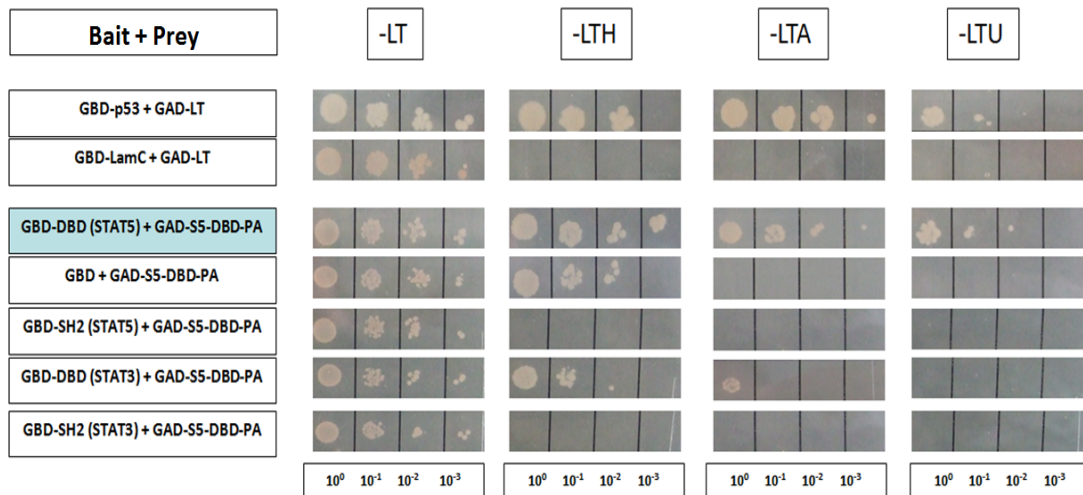 Bait + Prey
-LT
-LTH
-LTA
-LTU
GBD-p53 + GAD-LT
GBD-LamC + GAD-LT
GBD-DBD (STAT5) + GAD-S5-DBD-PA
GBD + GAD-S5-DBD-PA
GBD-SH2 (STAT5) + GAD-S5-DBD-PA
GBD-DBD (STAT3) + GAD-S5-DBD-PA
GBD-SH2 (STAT3) + GAD-S5-DBD-PA
10⁰ 10⁻¹ 10⁻² 10⁻³
10⁰ 10⁻¹ 10⁻² 10⁻³
10⁰ 10⁻¹ 10⁻² 10⁻³
10⁰ 10⁻¹ 10⁻² 10⁻³